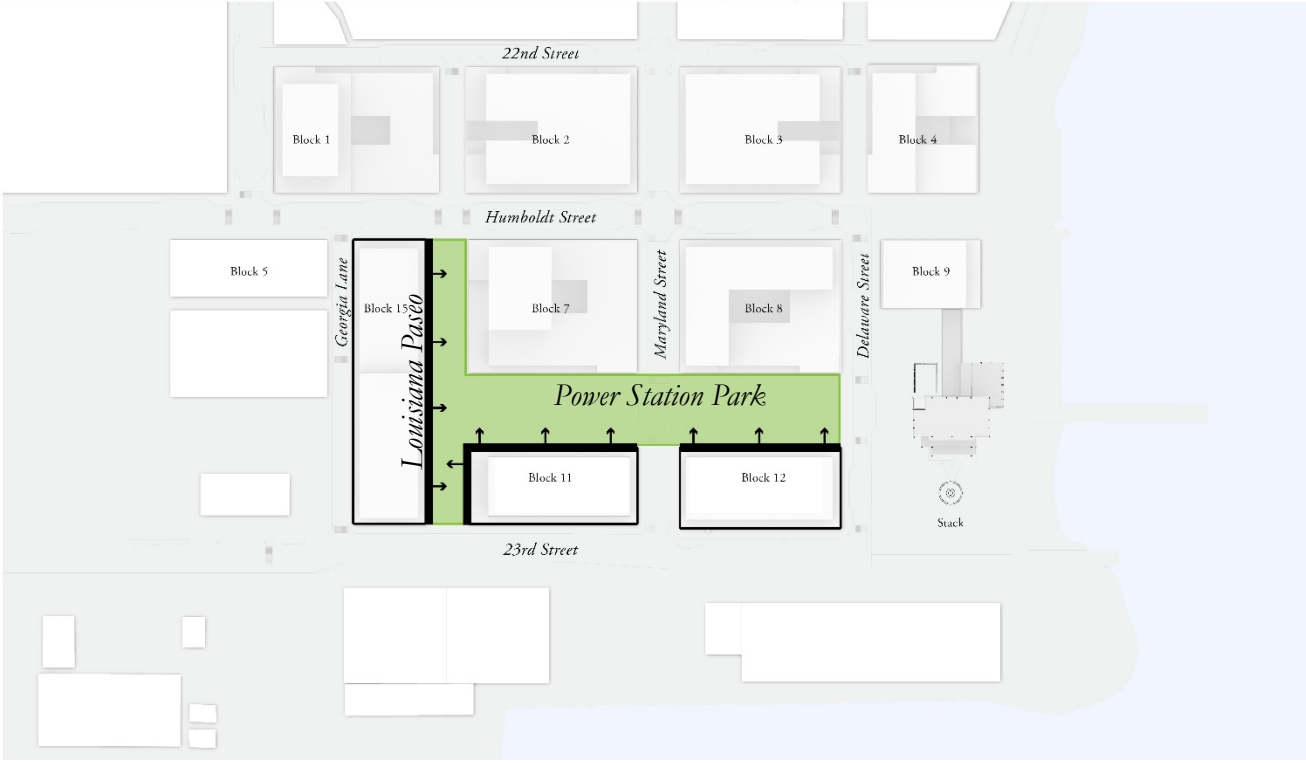 22nd Street
Block 1
Block 2
Block 3
Block 4
Humboldt Street
Block 5
Georgia Lane
Block 15
Louisiana Paseo
Block 7
Maryland Street
Block 8
Delaware Street
Block 9
Power Station Park
Block 11
Block 12
Stack
23rd Street